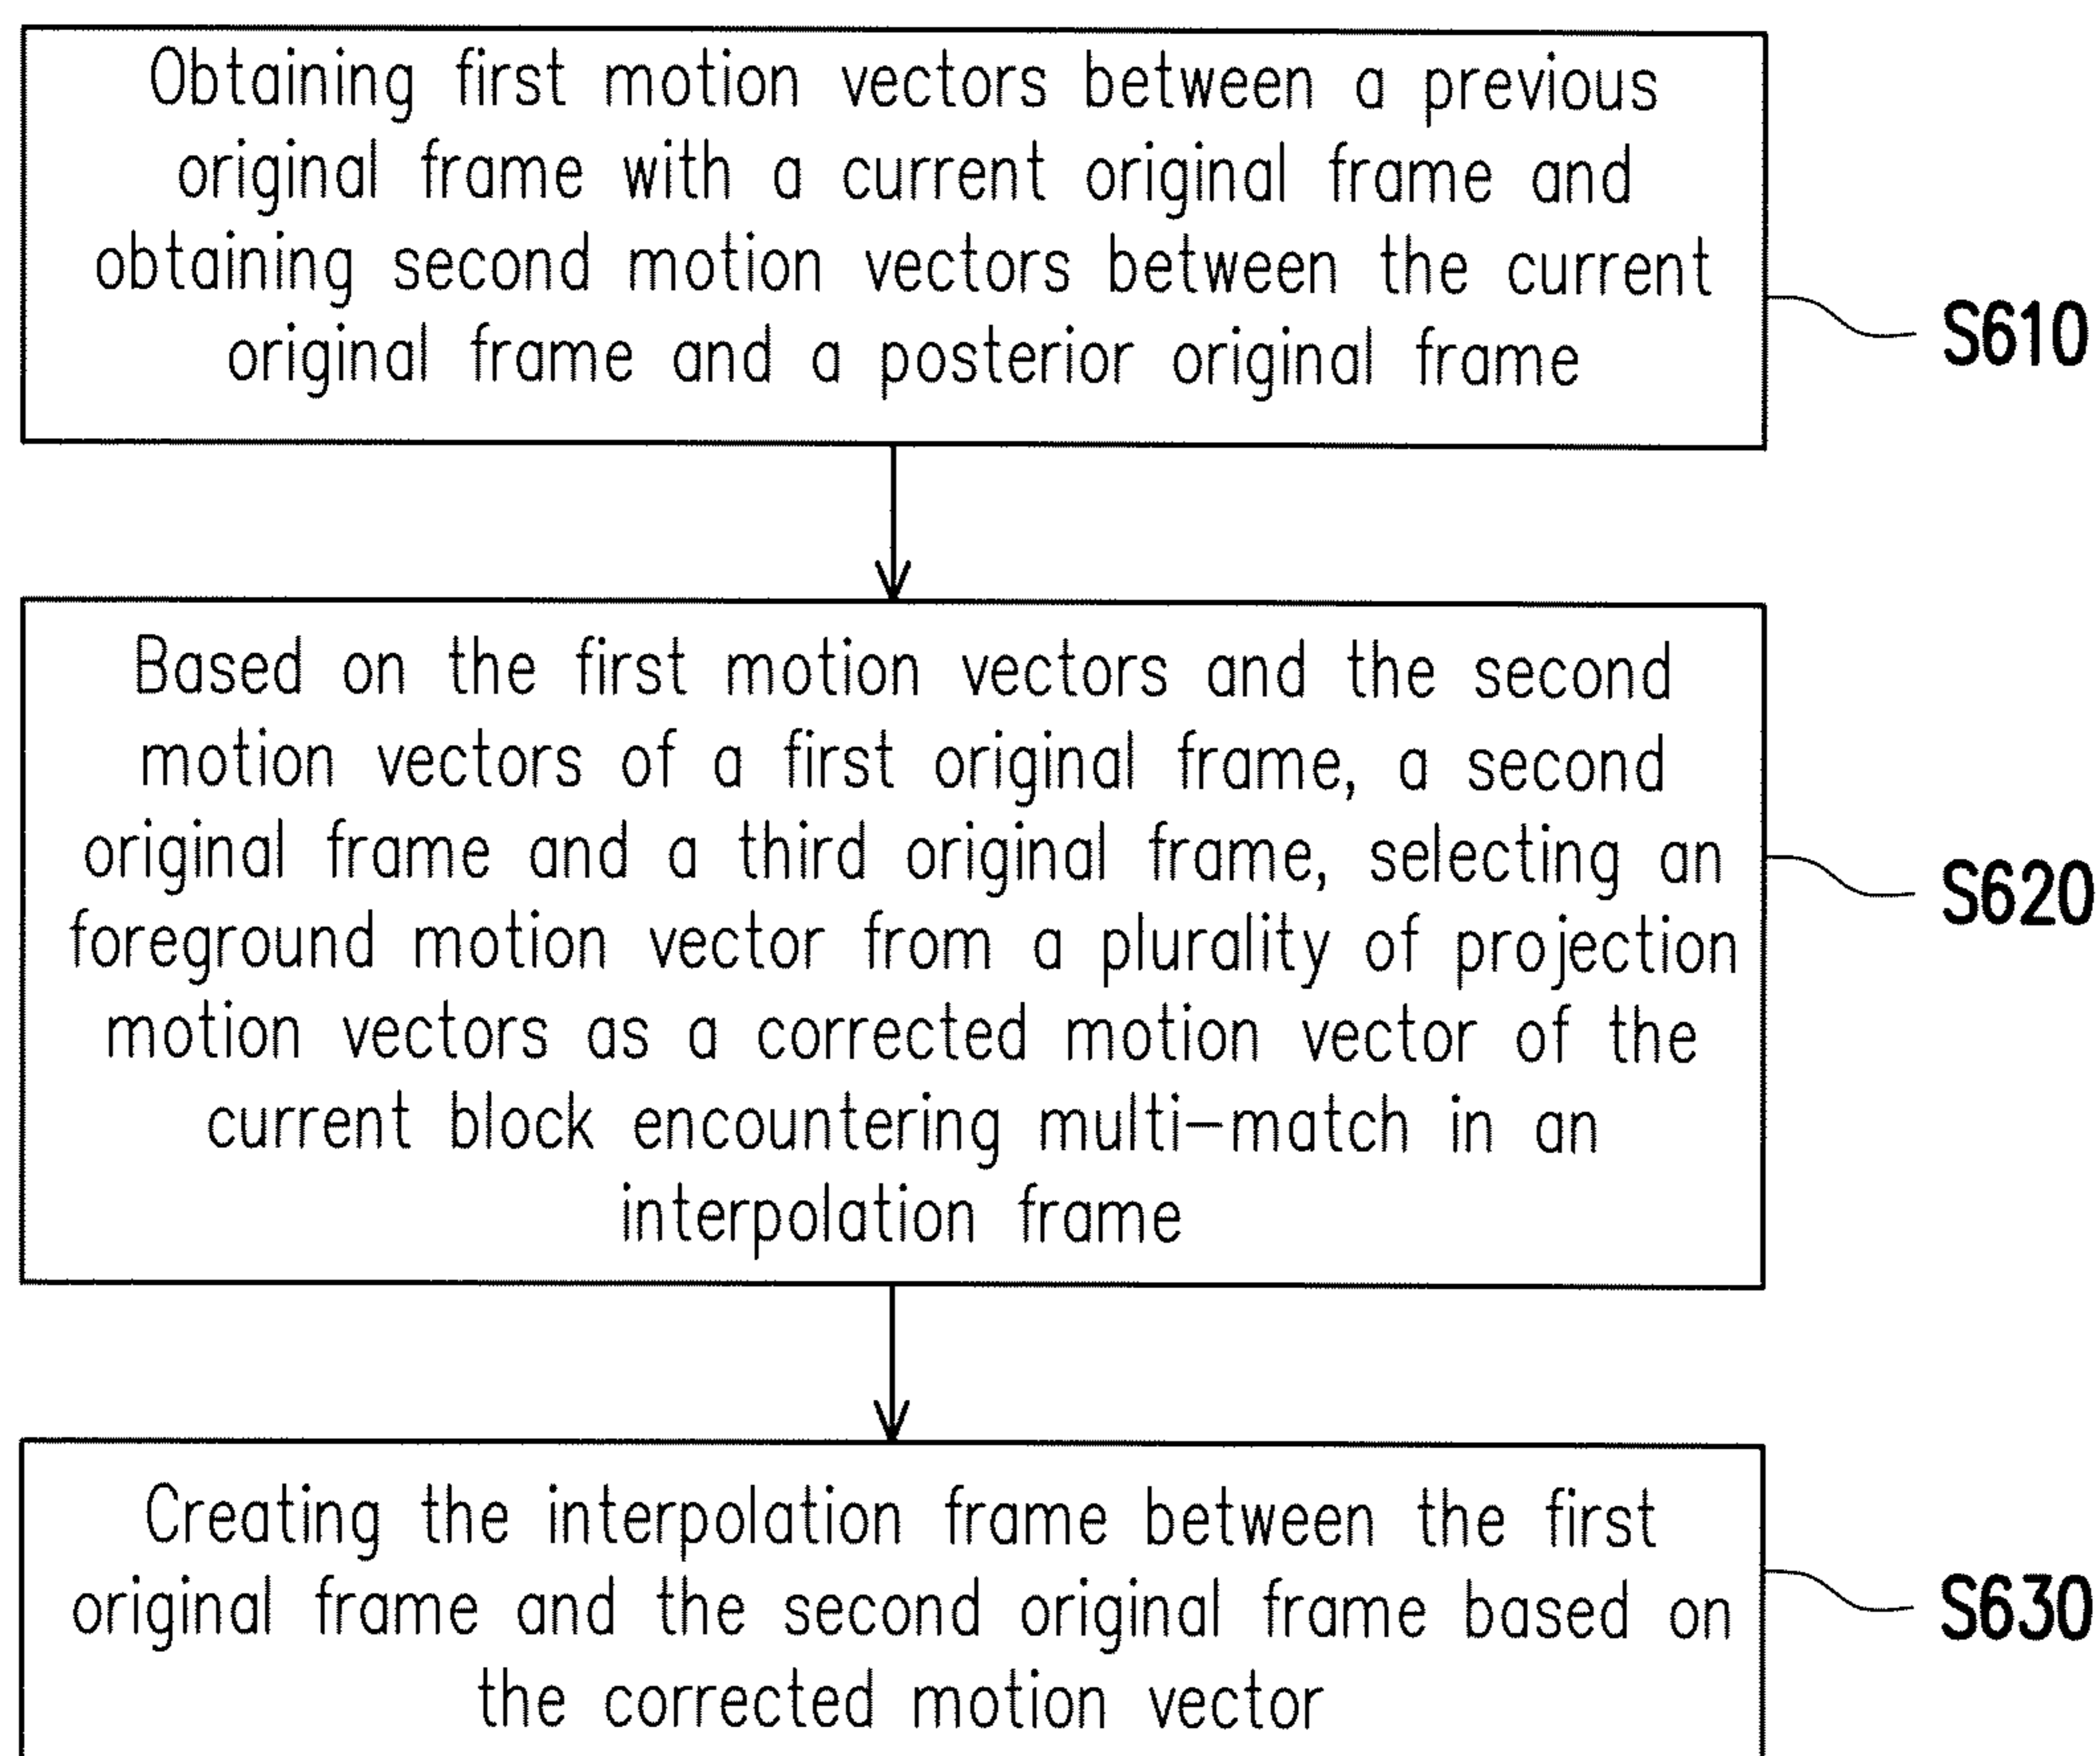 Obtaining first motion vectors between a previous
original frame with a current original frame and
obtaining second motion vectors between the current
original frame and a posterior original frame
S610
Based on the first motion vectors and the second
motion vectors of a first original frame, a second
original frame and a third original frame, selecting an
foreground motion vector from a plurality of projection
motion vectors as a corrected motion vector of the
current block encountering multi-match in an
interpolation frame
S620
Creating the interpolation frame between the first
original frame and the second original frame based on
the corrected motion vector
S630